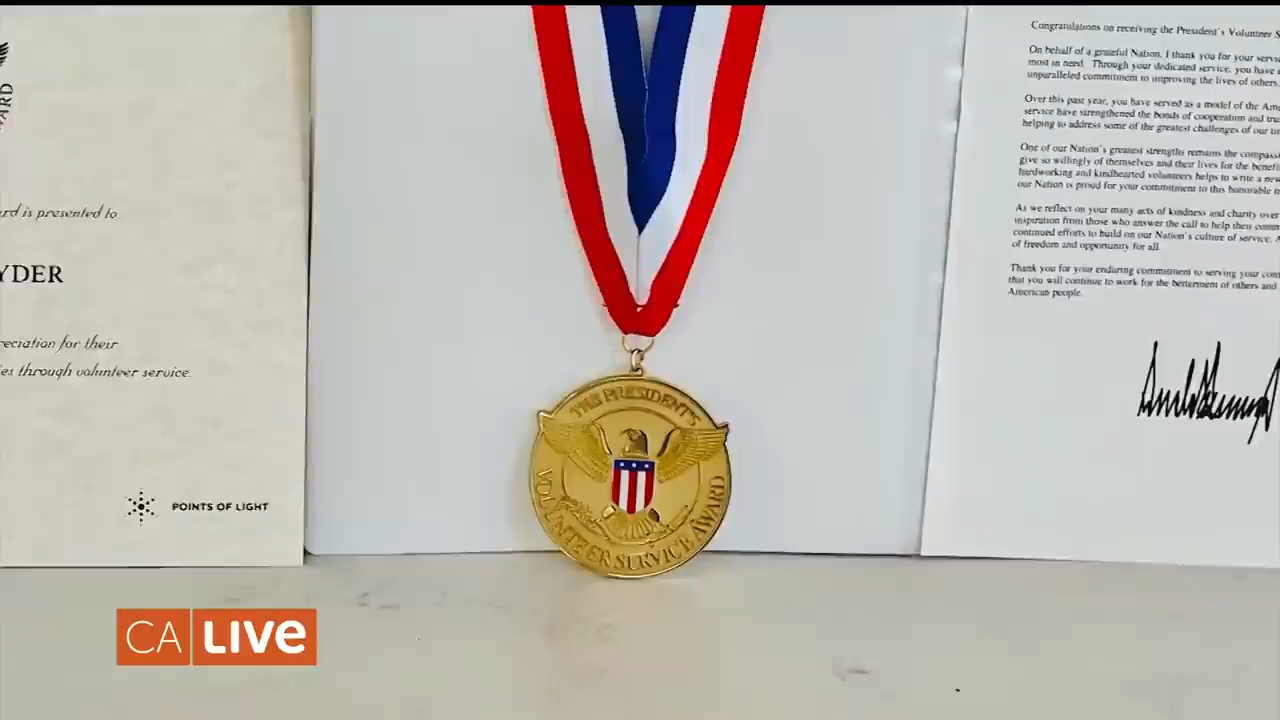 ARD
rd is presented to
YDER
reciation for their
es through volunteer service.
POINTS OF LIGHT
THE PRESIDENT'S
VOLUNTEER SERVICE AWARD
Congratulations on receiving the President's Volunteer S
On behalf of a grateful Nation, I thank you for your servi
most in need. Through your dedicated service, you have
unparalleled commitment to improving the lives of others.
Over this past year, you have served as a model of the Am
service have strengthened the bonds of cooperation and tru
helping to address some of the greatest challenges of our ti
One of our Nation's greatest strengths remains the compass
give so willingly of themselves and their lives for the benefi
hardworking and kindhearted volunteers helps to write a new
our Nation is proud for your commitment to this honorable
As we reflect on your many acts of kindness and charity over
inspiration from those who answer the call to help their comm
continued efforts to build on our Nation's culture of service. A
of freedom and opportunity for all.
Thank you for your enduring commitment to serving your com
that you will continue to work for the betterment of others and
American people.
CA LIVE